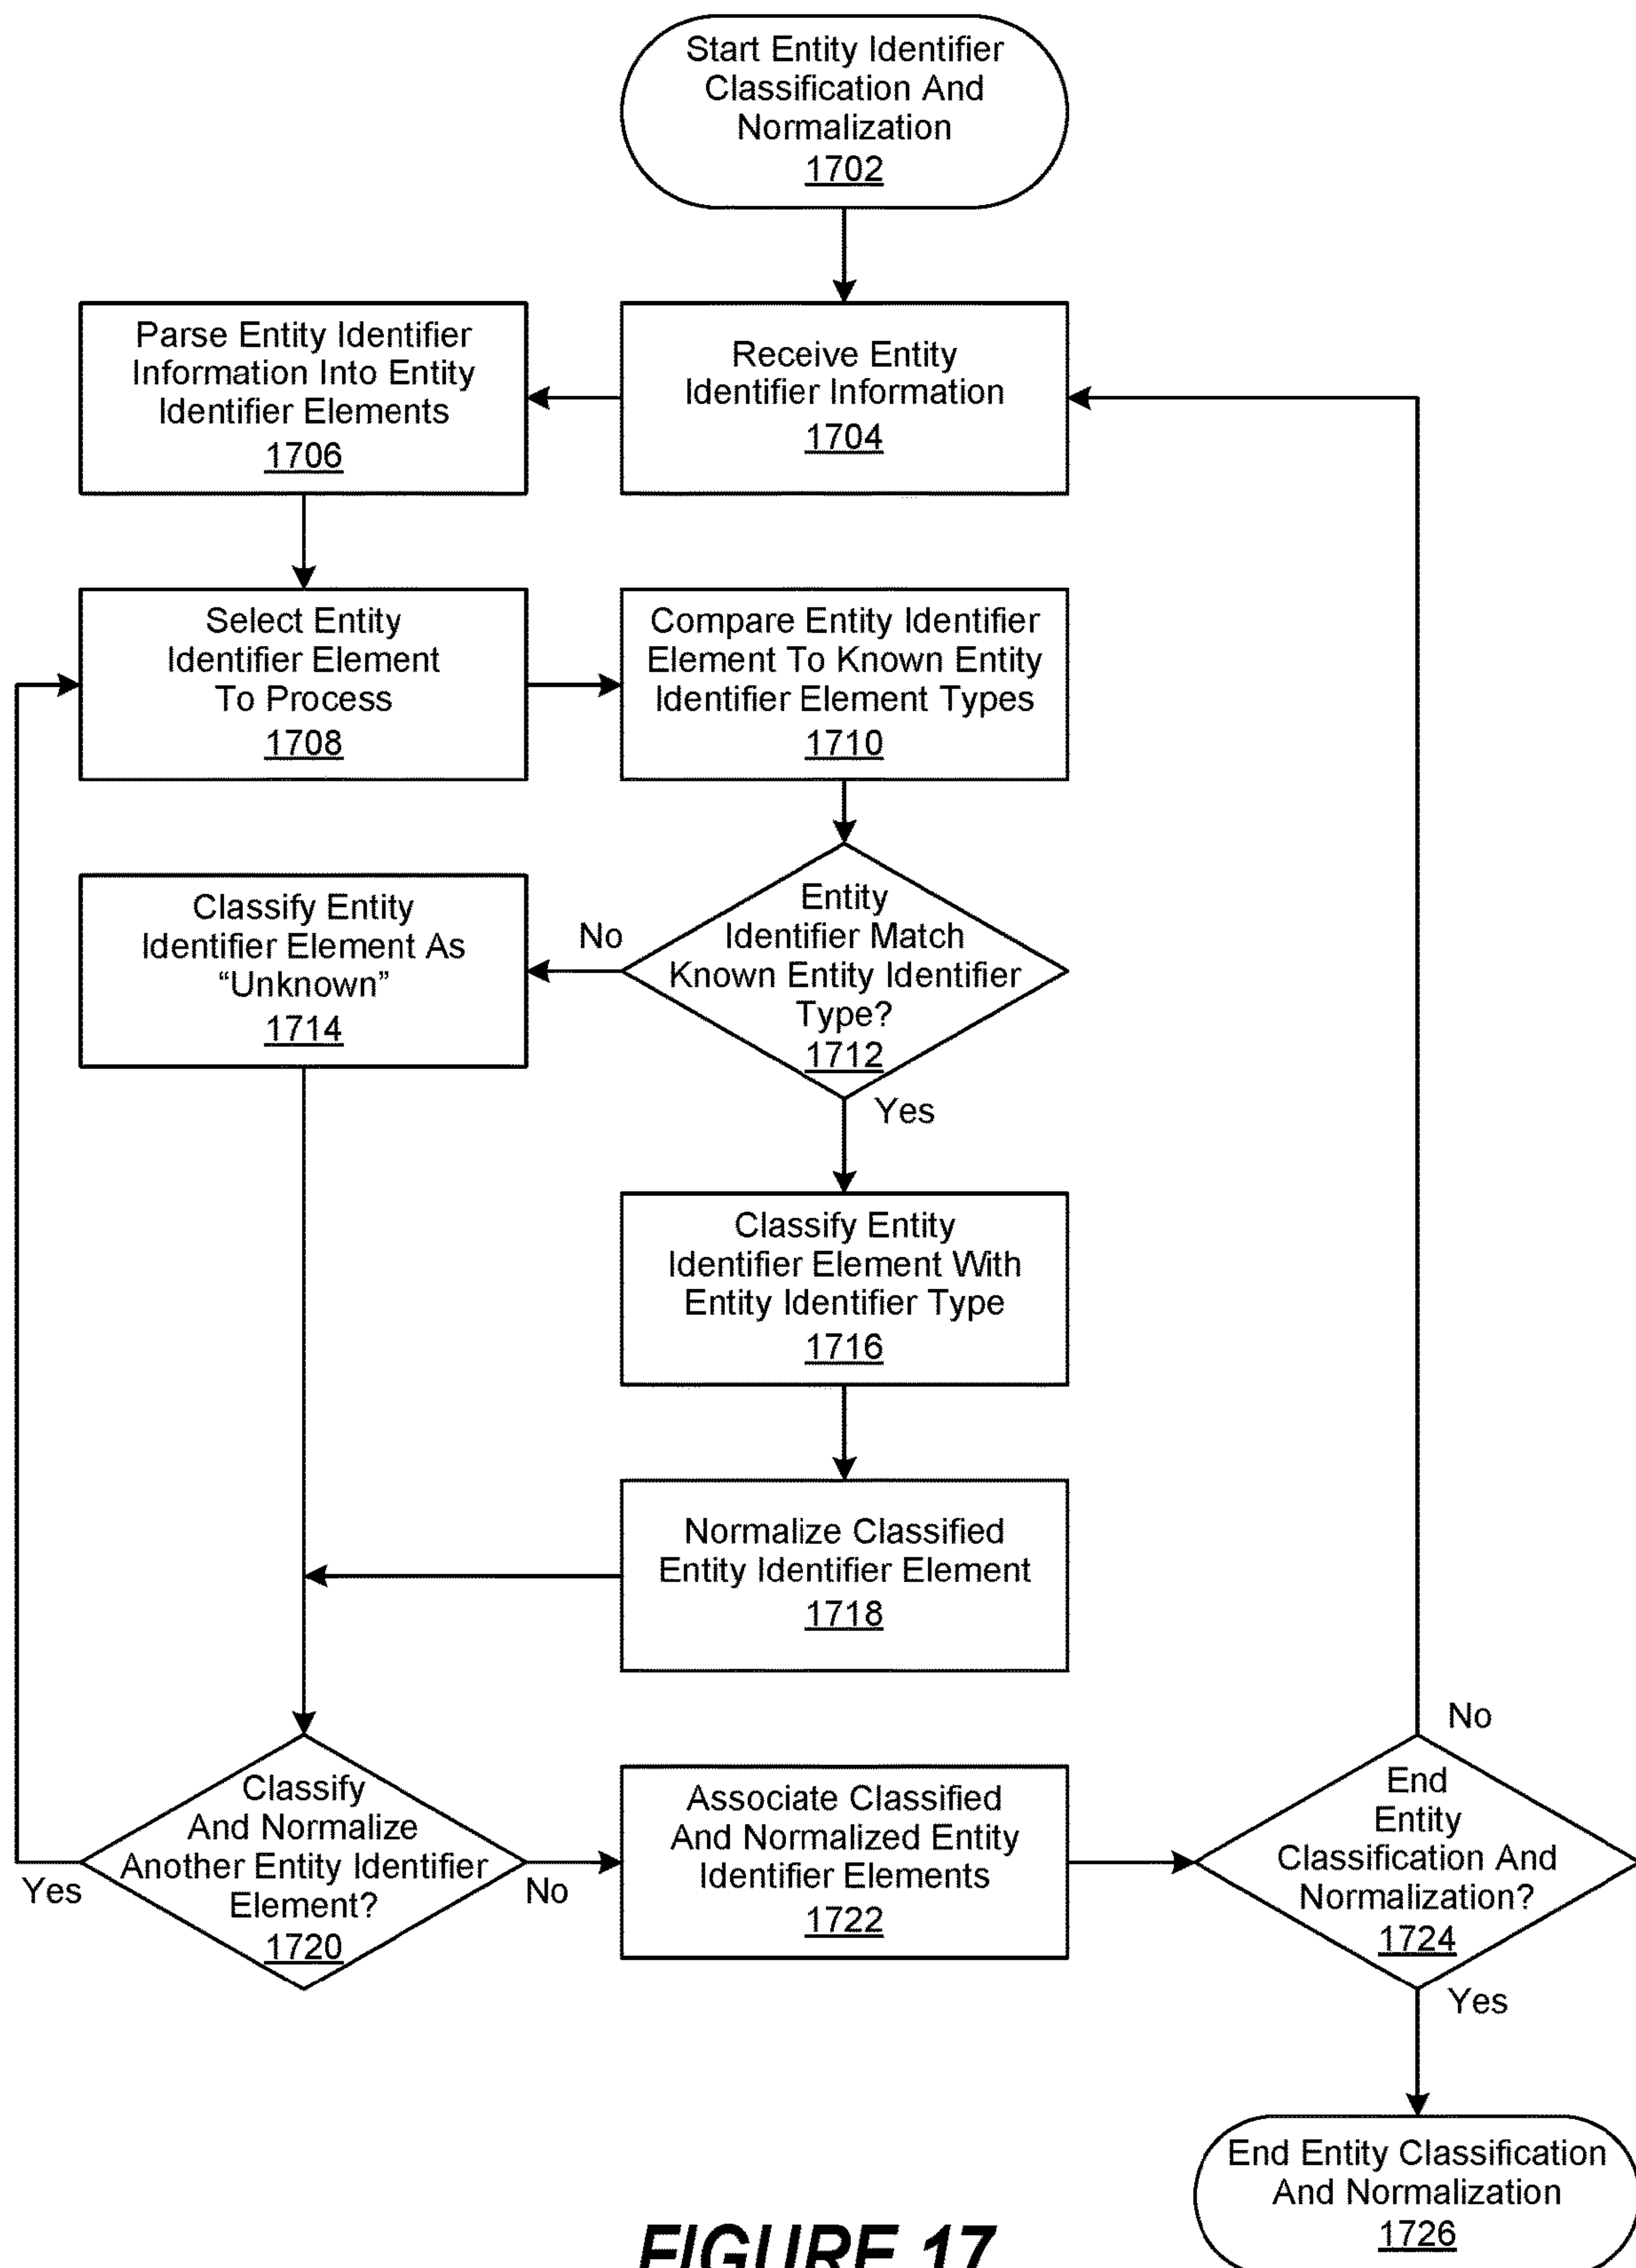 Start Entity Identifier
Classification And
Normalization
1702
Parse Entity Identifier
Information Into Entity
Identifier Elements
1706
Receive Entity
Identifier Information
1704
Select Entity
Identifier Element
To Process
1708
Compare Entity Identifier
Element To Known Entity
Identifier Element Types
1710
Classify Entity
Identifier Element As
“Unknown”
1714
No
Entity
Identifier Match
Known Entity Identifier
Type?
1712
Yes
Classify Entity
Identifier Element With
Entity Identifier Type
1716
Normalize Classified
Entity Identifier Element
1718
Classify
And Normalize
Another Entity Identifier
Element?
1720
Yes
No
Associate Classified
And Normalized Entity
Identifier Elements
1722
No
End
Entity
Classification And
Normalization?
1724
Yes
End Entity Classification
And Normalization
1726
FIGURE 17